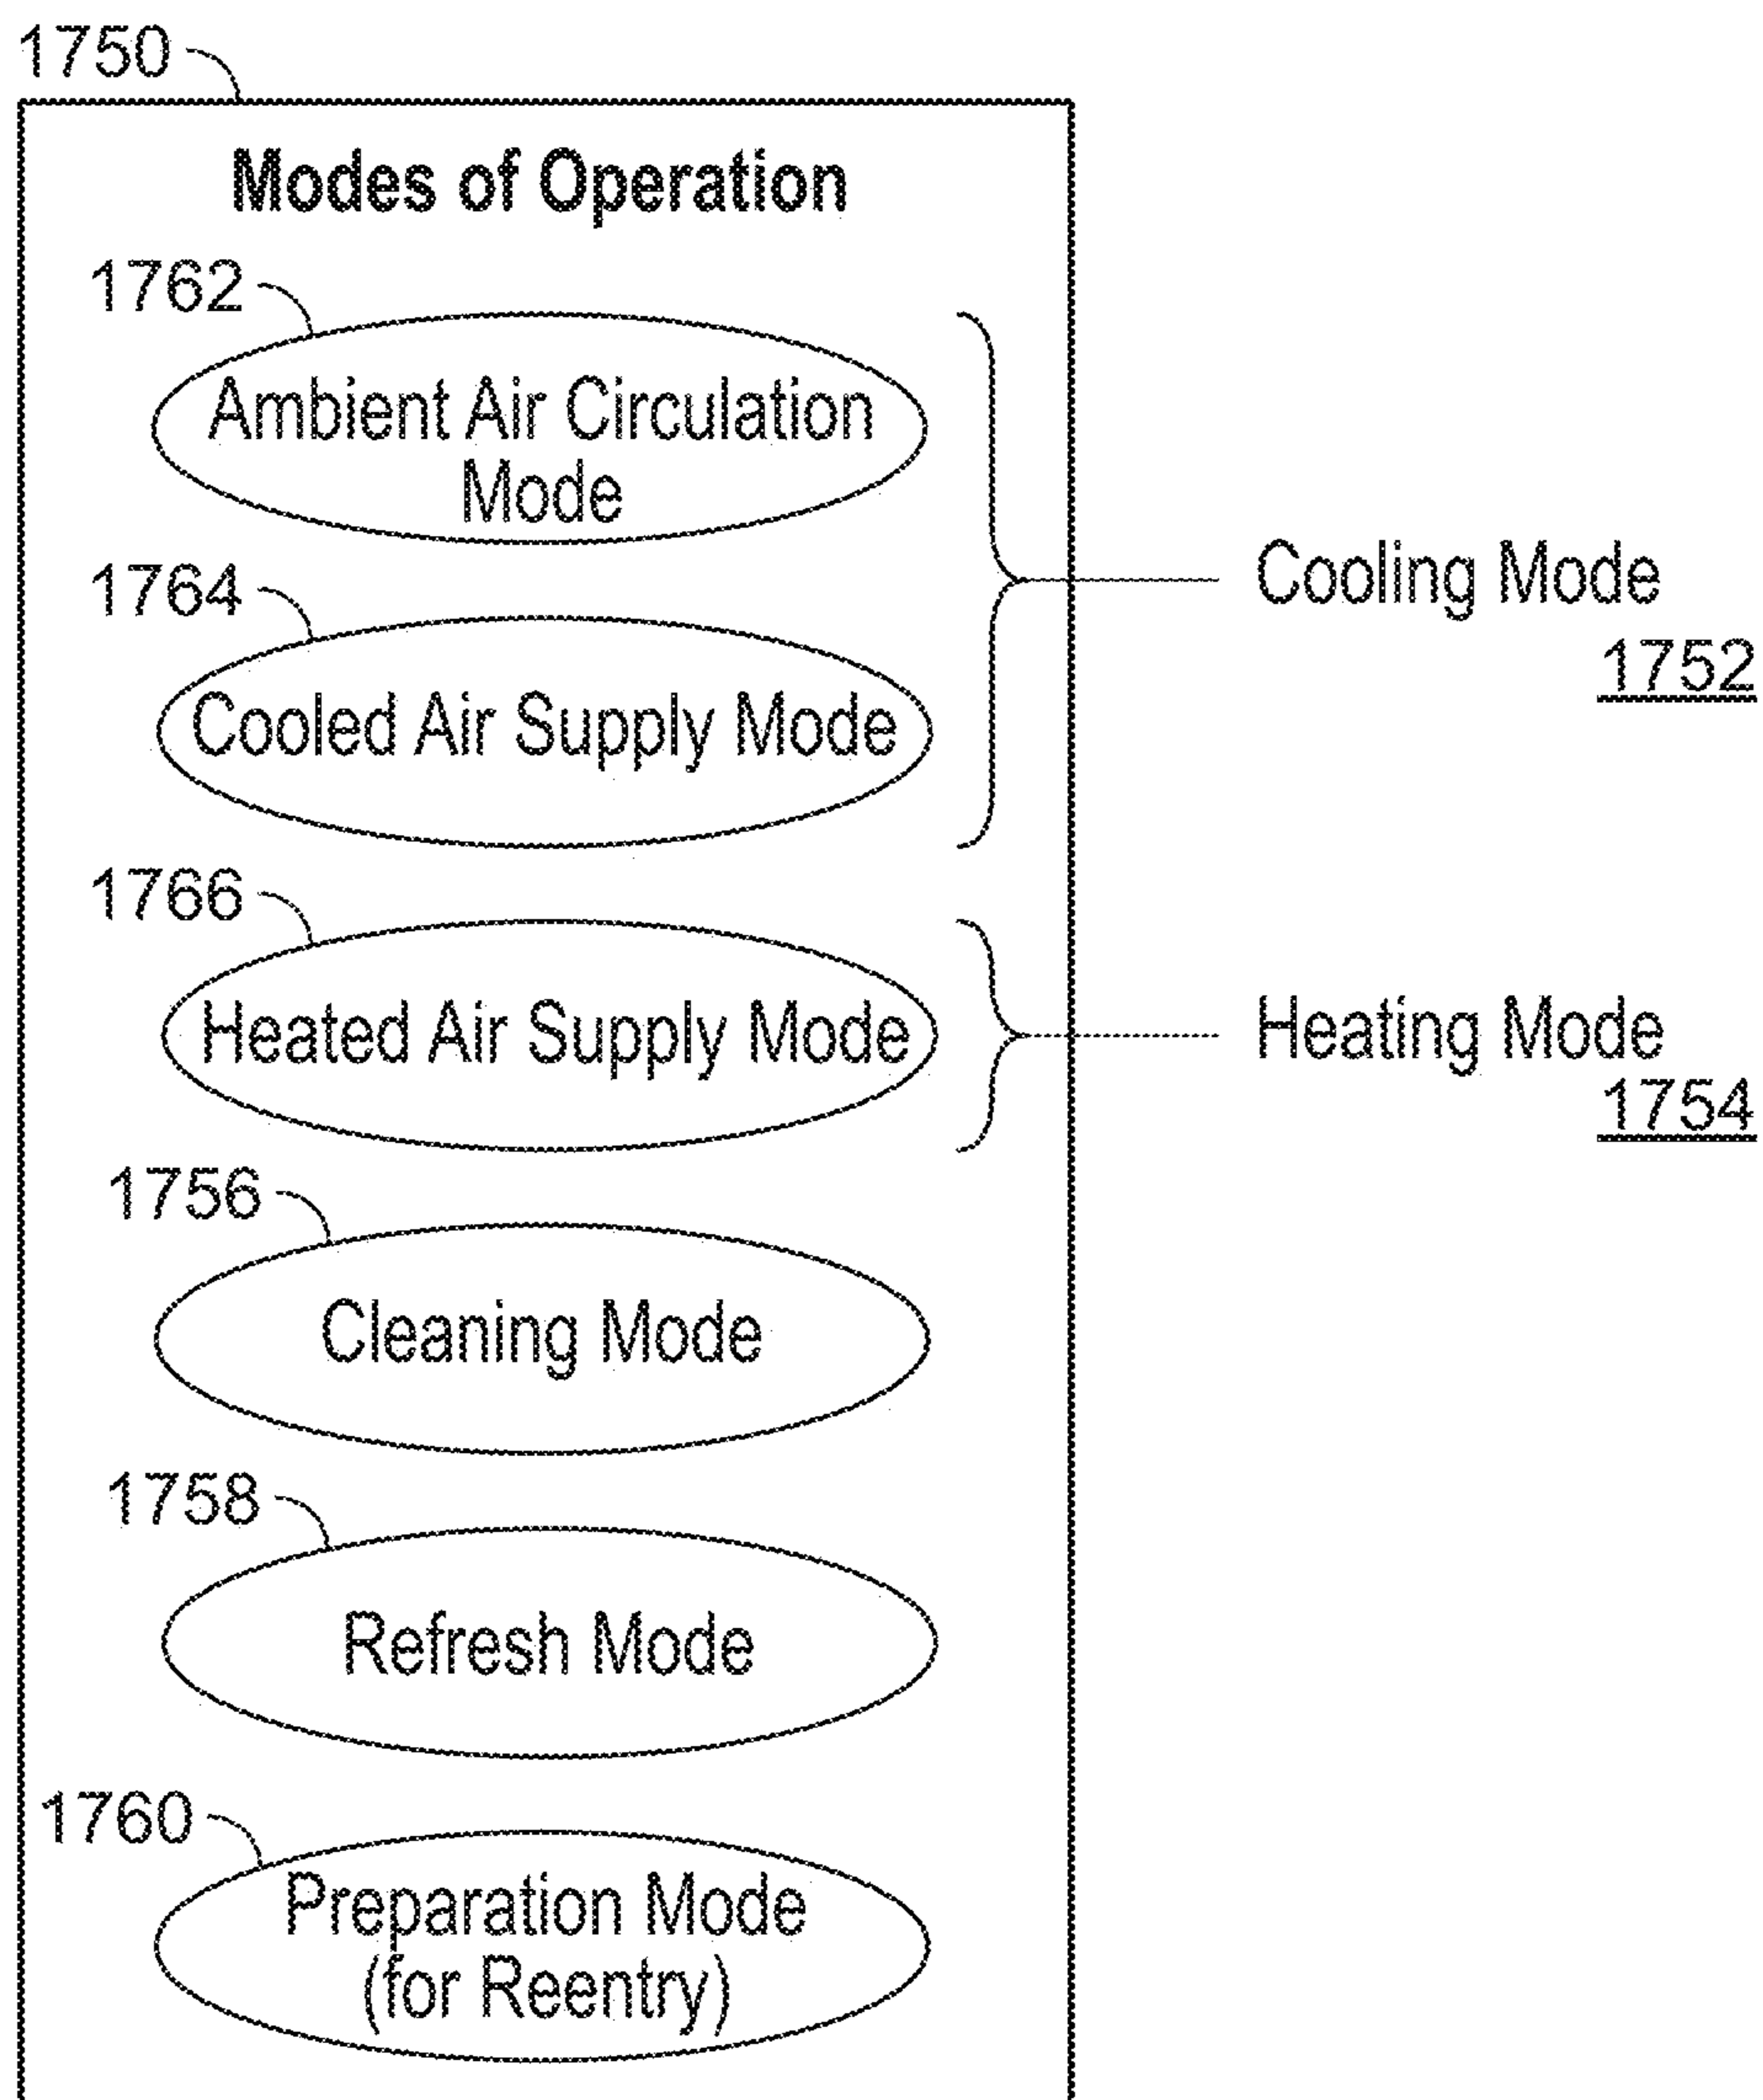 1750
Modes of Operation
1762
Ambient Air Circulation
Mode
1764
Cooled Air Supply Mode
Cooling Mode
1752
1766
Heated Air Supply Mode
Heating Mode
1754
1756
Cleaning Mode
1758
Refresh Mode
1760
Preparation Mode
(for Reentry)